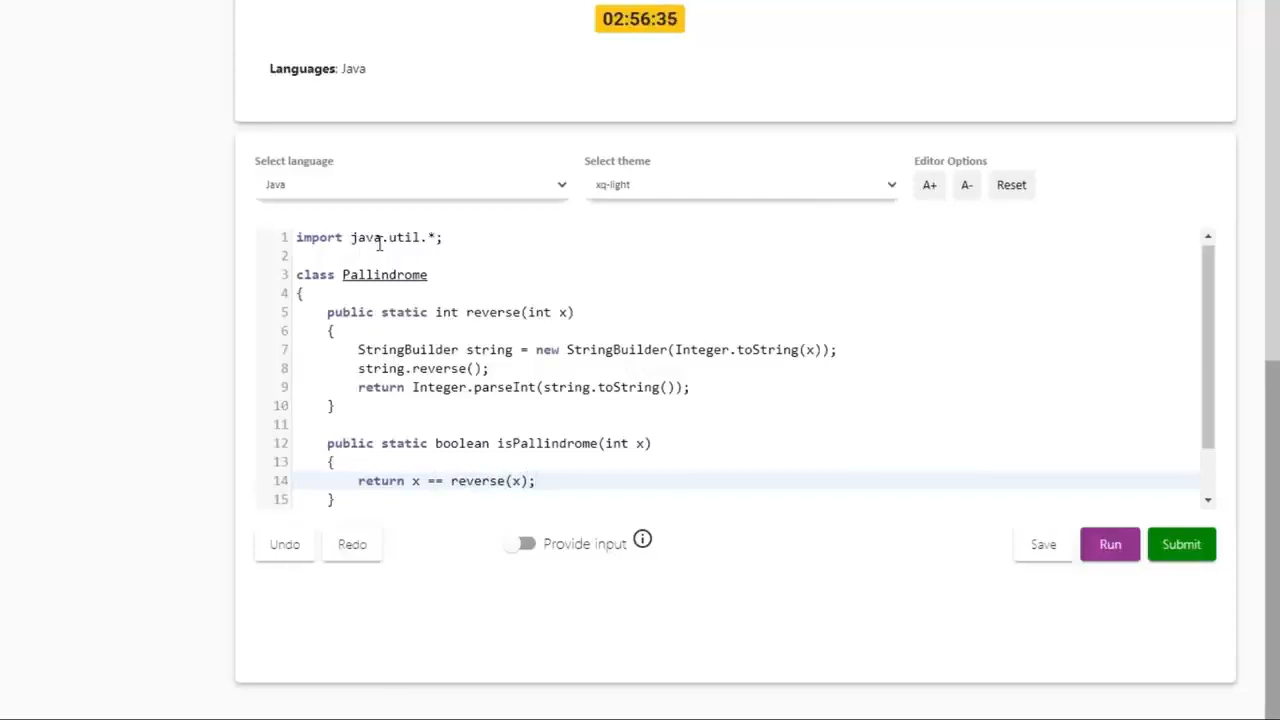 02:56:35
Languages: Java
Select language
Select theme
Editor Options
Java
xq-light
A+
A-
Reset
1 import java.util.*;
2
3 class Pallindrome
4 {
5 public static int reverse(int x)
6 {
7 StringBuilder string = new StringBuilder(Integer.toString(x));
8 string.reverse();
9 return Integer.parseInt(string.toString());
10 }
11
12 public static boolean isPallindrome(int x)
13 {
14 return x == reverse(x);
15 }
Undo
Redo
Provide input
Save
Run
Submit